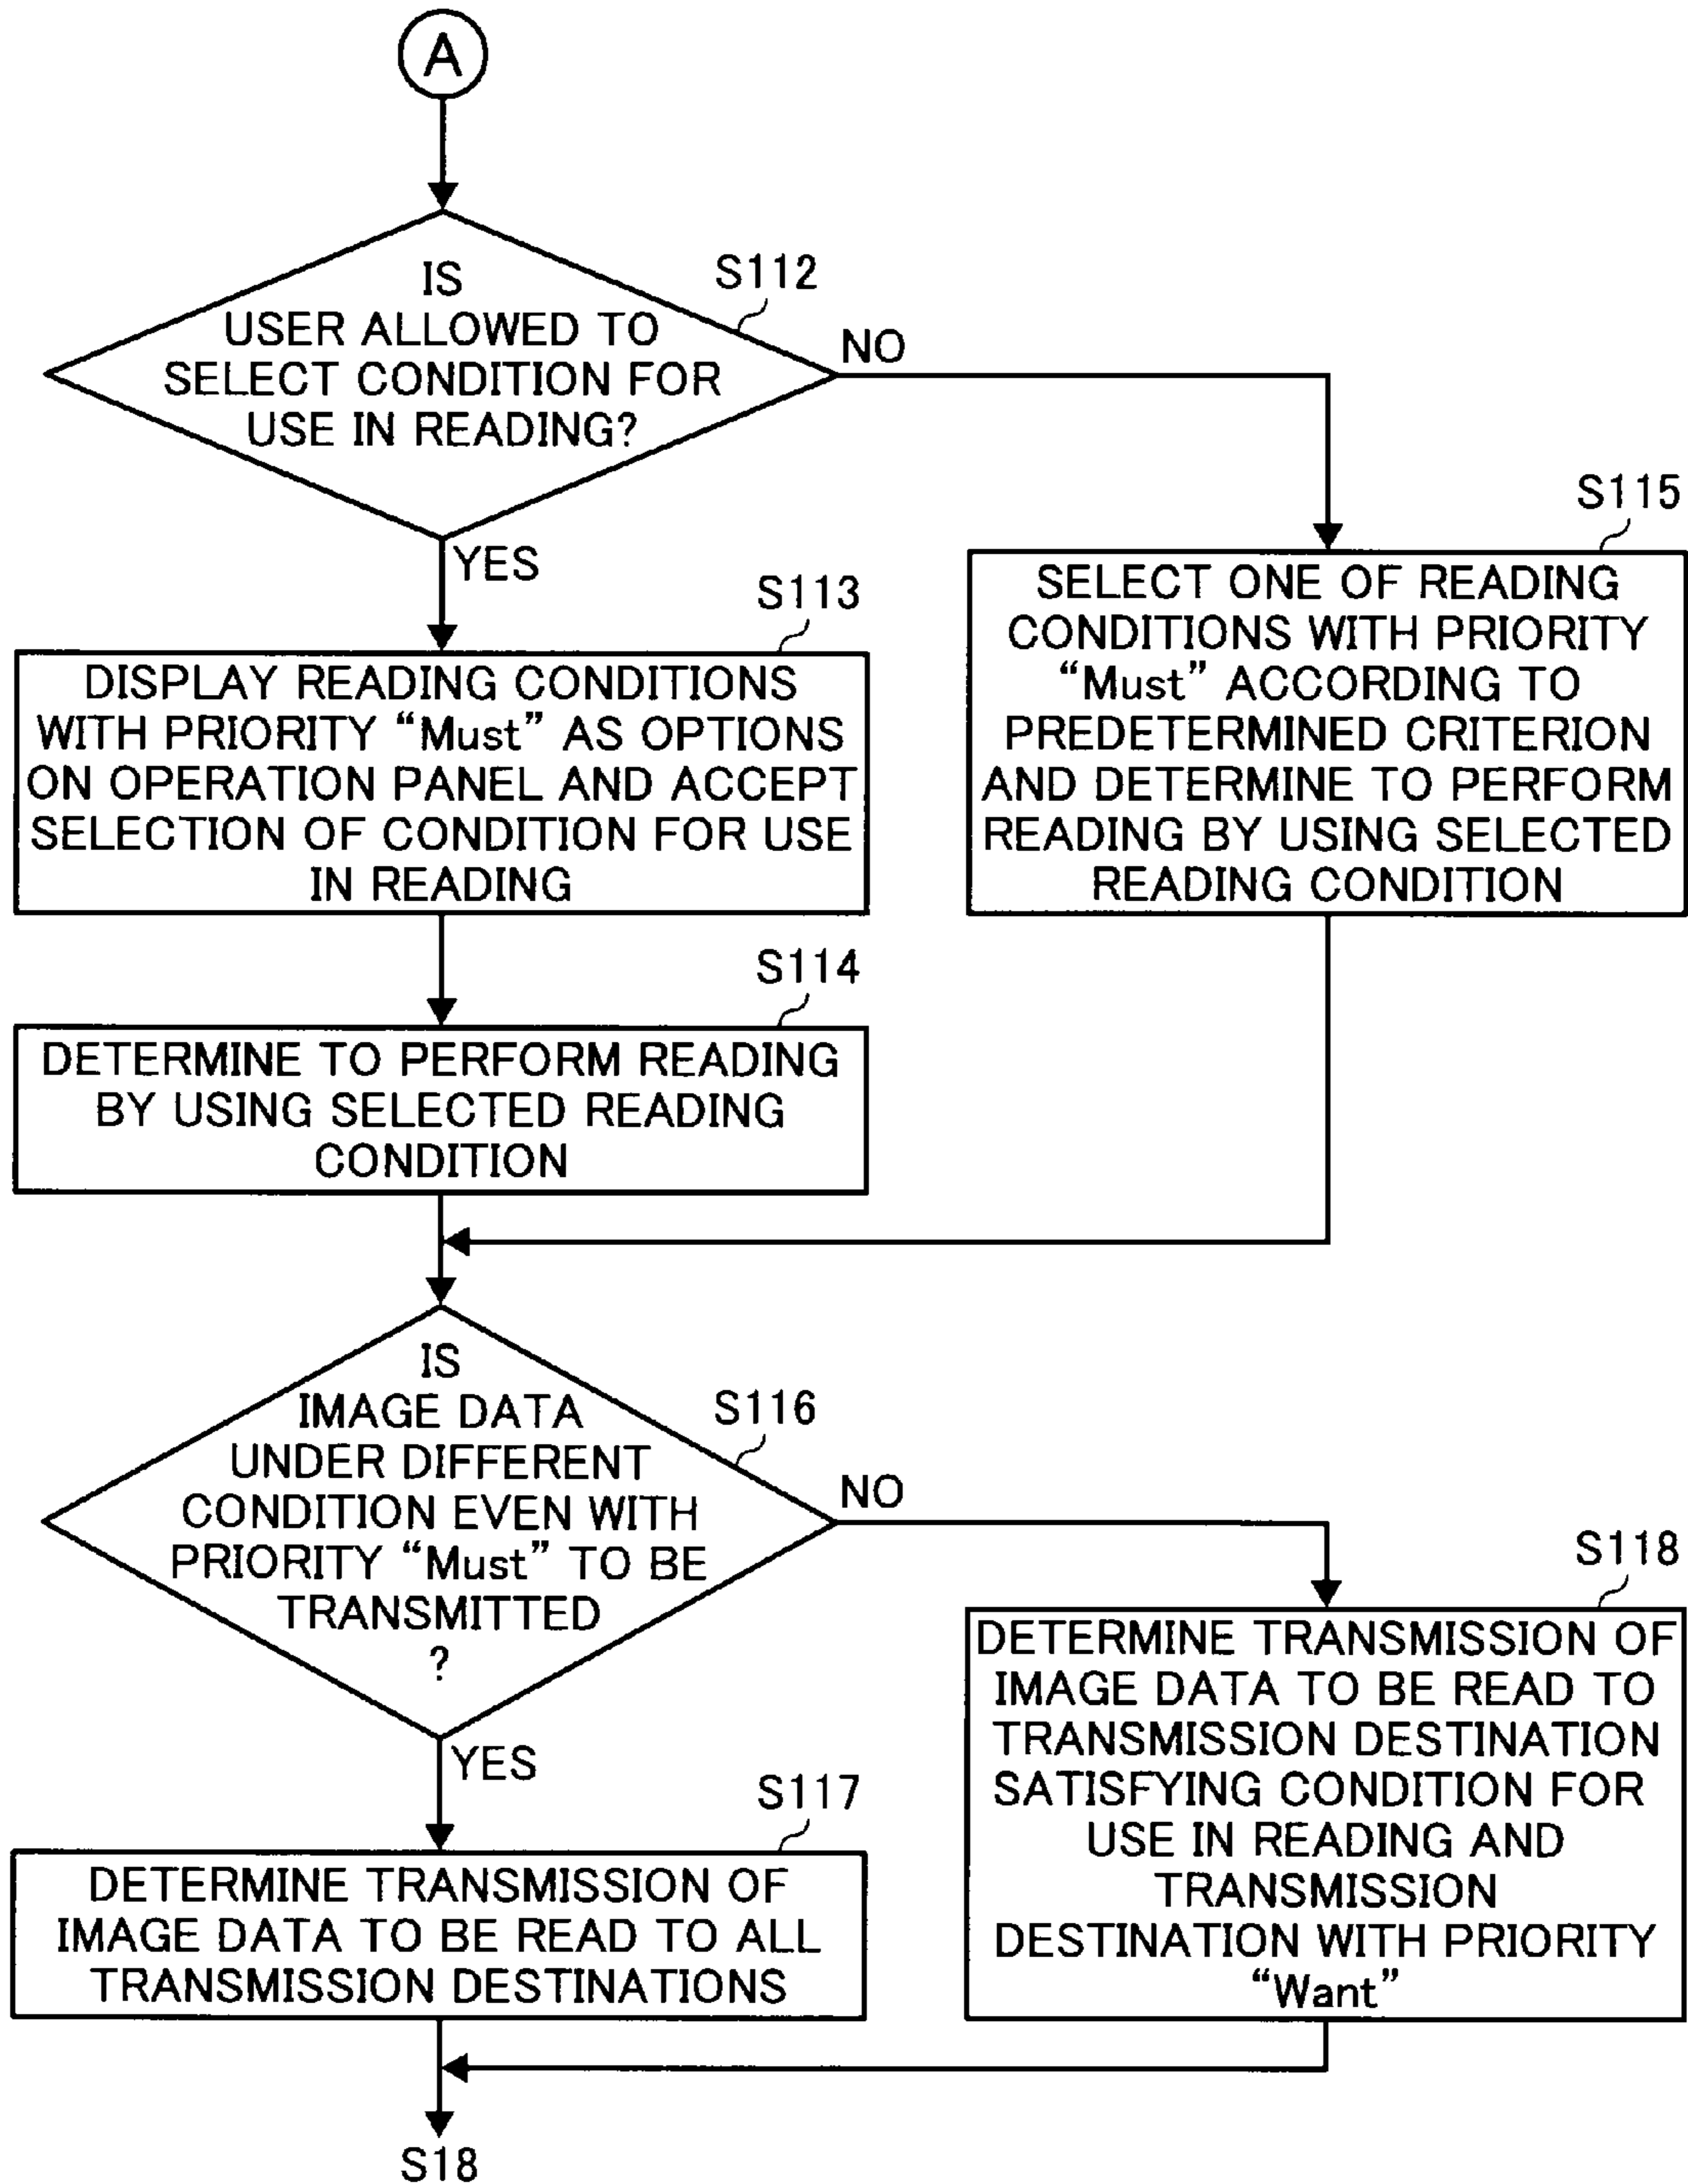 A
IS
USER ALLOWED TO
SELECT CONDITION FOR
USE IN READING?
S112
NO
YES
S113
DISPLAY READING CONDITIONS
WITH PRIORITY “Must” AS OPTIONS
ON OPERATION PANEL AND ACCEPT
SELECTION OF CONDITION FOR USE
IN READING
S115
SELECT ONE OF READING
CONDITIONS WITH PRIORITY
“Must” ACCORDING TO
PREDETERMINED CRITERION
AND DETERMINE TO PERFORM
READING BY USING SELECTED
READING CONDITION
S114
DETERMINE TO PERFORM READING
BY USING SELECTED READING
CONDITION
IS
IMAGE DATA
UNDER DIFFERENT
CONDITION EVEN WITH
PRIORITY “Must” TO BE
TRANSMITTED
?
S116
NO
YES
S117
DETERMINE TRANSMISSION OF
IMAGE DATA TO BE READ TO ALL
TRANSMISSION DESTINATIONS
S118
DETERMINE TRANSMISSION OF
IMAGE DATA TO BE READ TO
TRANSMISSION DESTINATION
SATISFYING CONDITION FOR
USE IN READING AND
TRANSMISSION
DESTINATION WITH PRIORITY
“Want”
S18